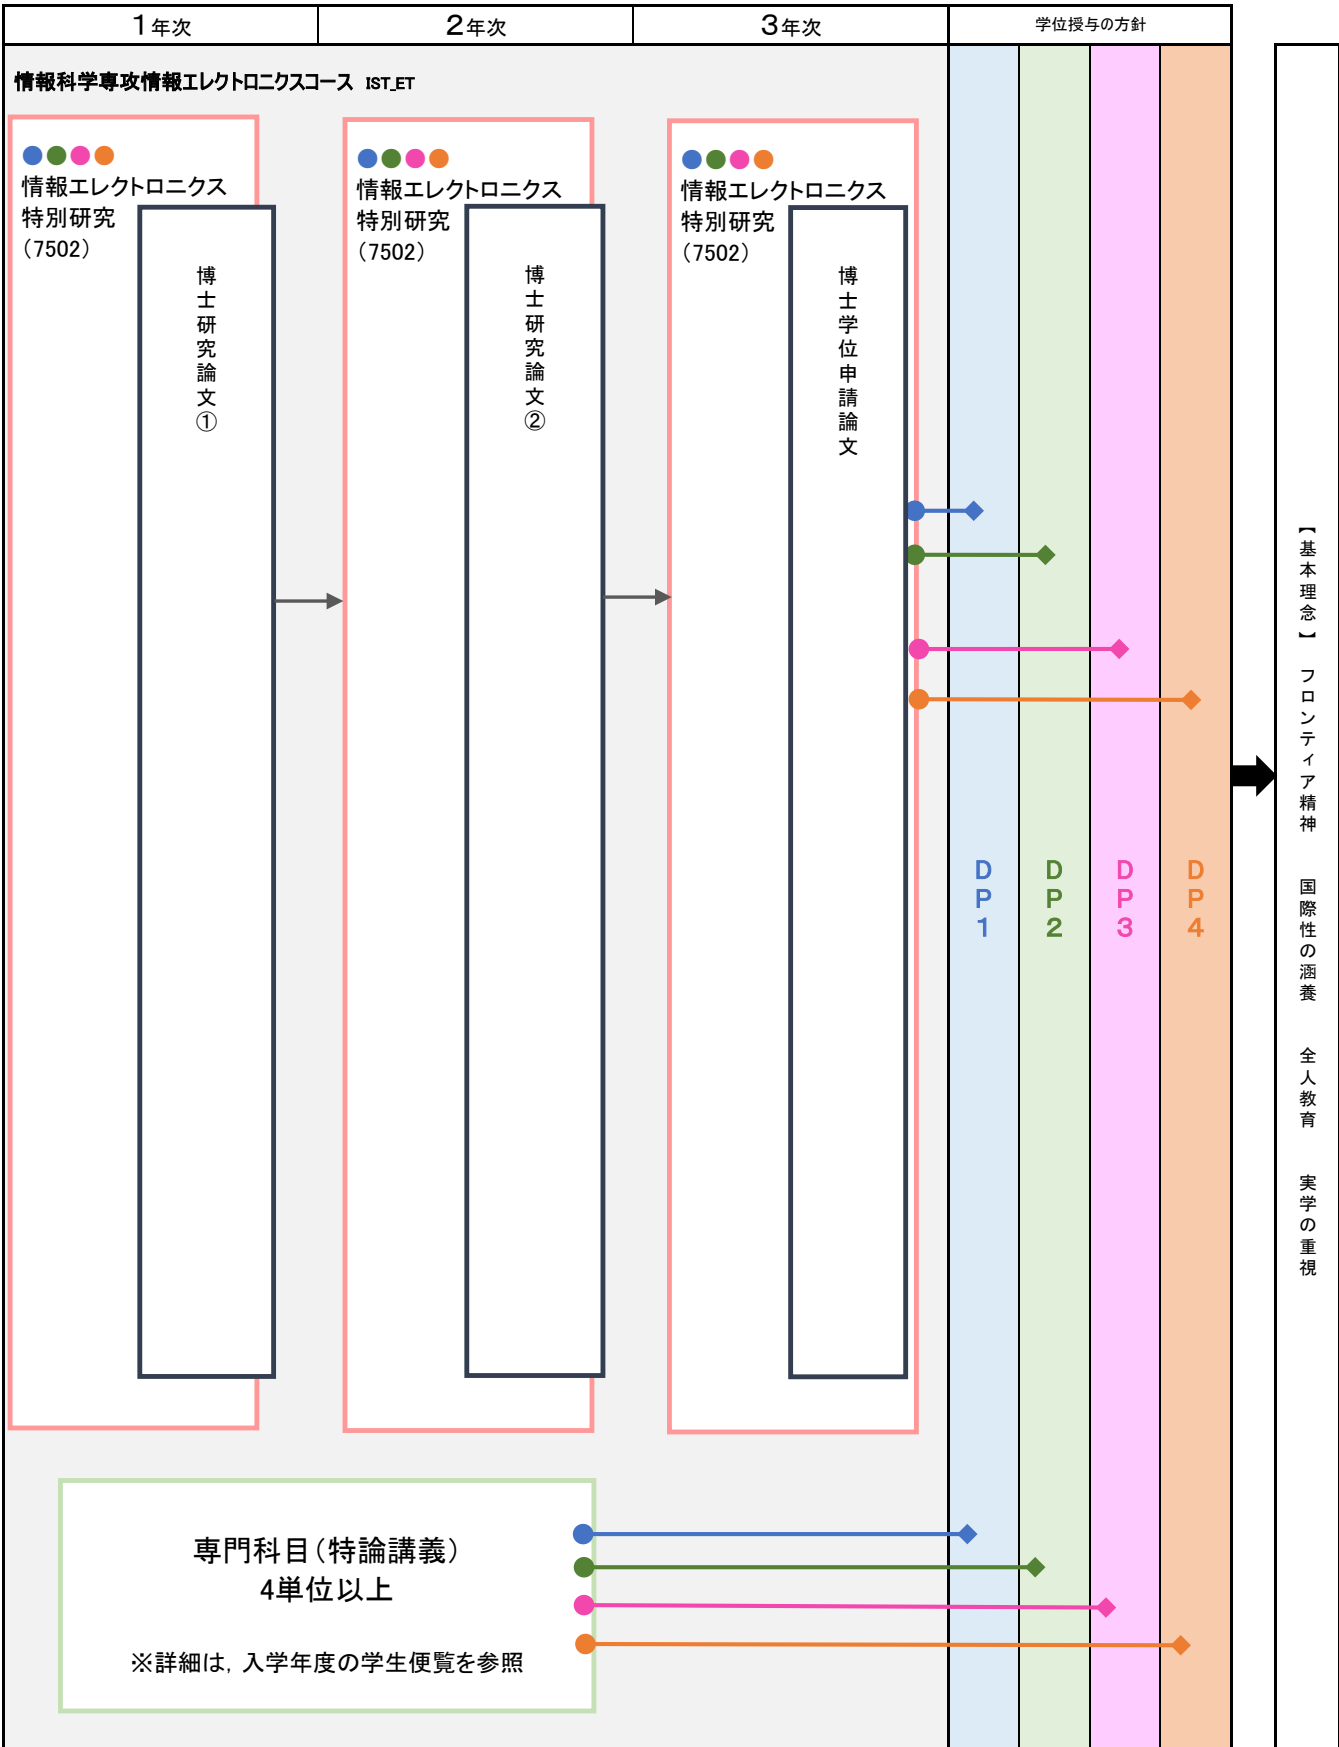 1年次
2年次
3年次
学位授与の方針
情報科学専攻情報エレクトロニクスコース IST_ET
情報エレクトロニクス
特別研究
(7502)
博士研究論文①
情報エレクトロニクス
特別研究
(7502)
博士研究論文②
情報エレクトロニクス
特別研究
(7502)
博士学位申請論文
DP1
DP2
DP3
DP4
【基本理念】 フロンティア精神 国際性の涵養 全人教育 実学の重視
専門科目(特論講義)
4単位以上
※詳細は，入学年度の学生便覧を参照